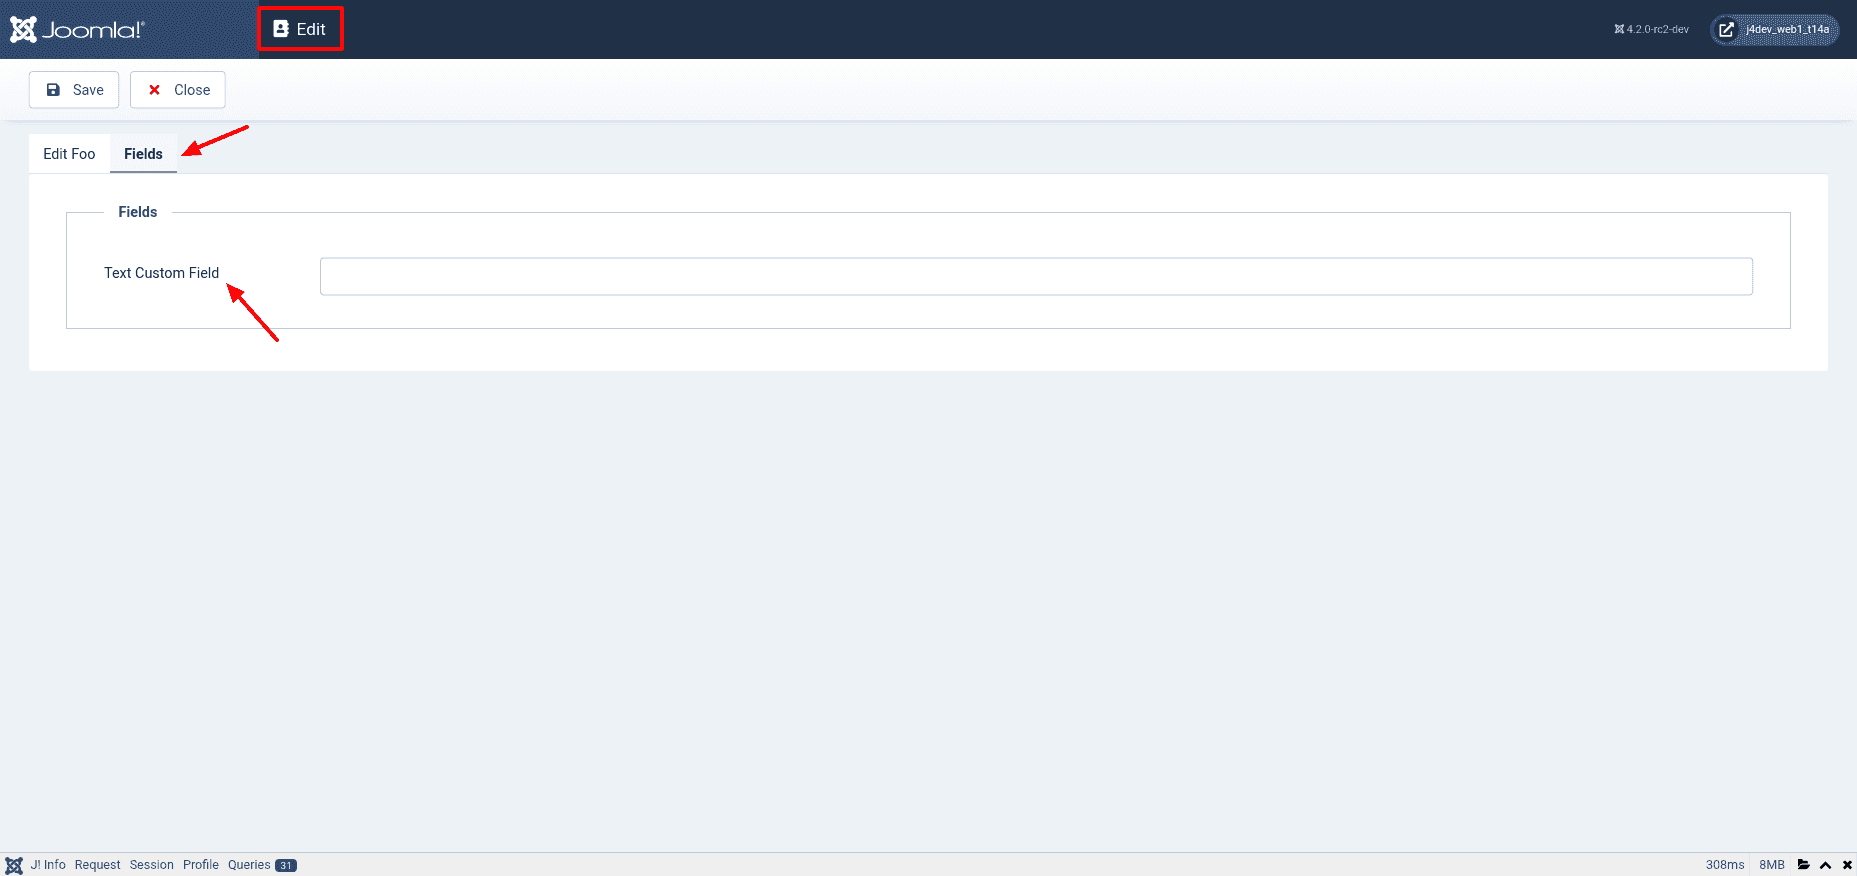 Joomla!® Edit 4.2.0-rc2-dev j4dev_web1_t14a
Save Close
Edit Foo Fields
Fields
Text Custom Field
J! Info Request Session Profile Queries 31 308ms 8MB